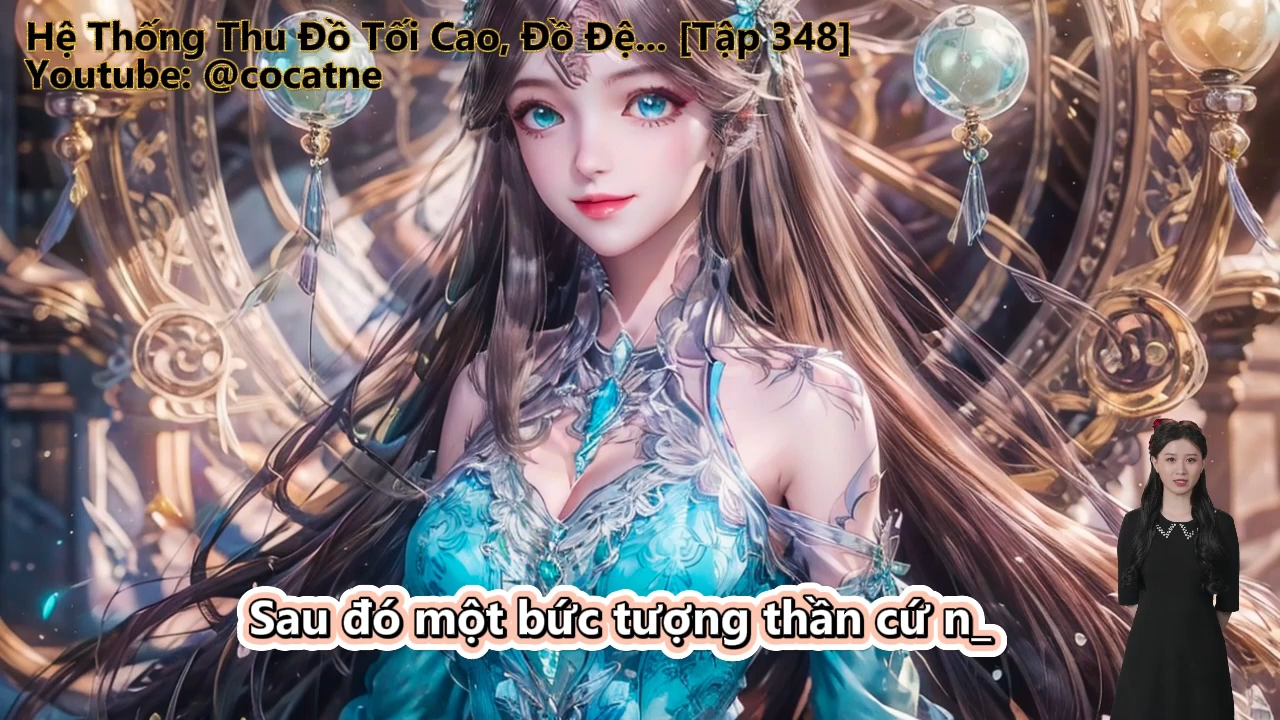 Hệ Thống Thu Đồ Tối Cao, Đồ Đệ... [Tập 348]
Youtube: @cocatne
Sau đó một bức tượng thần cứ n_